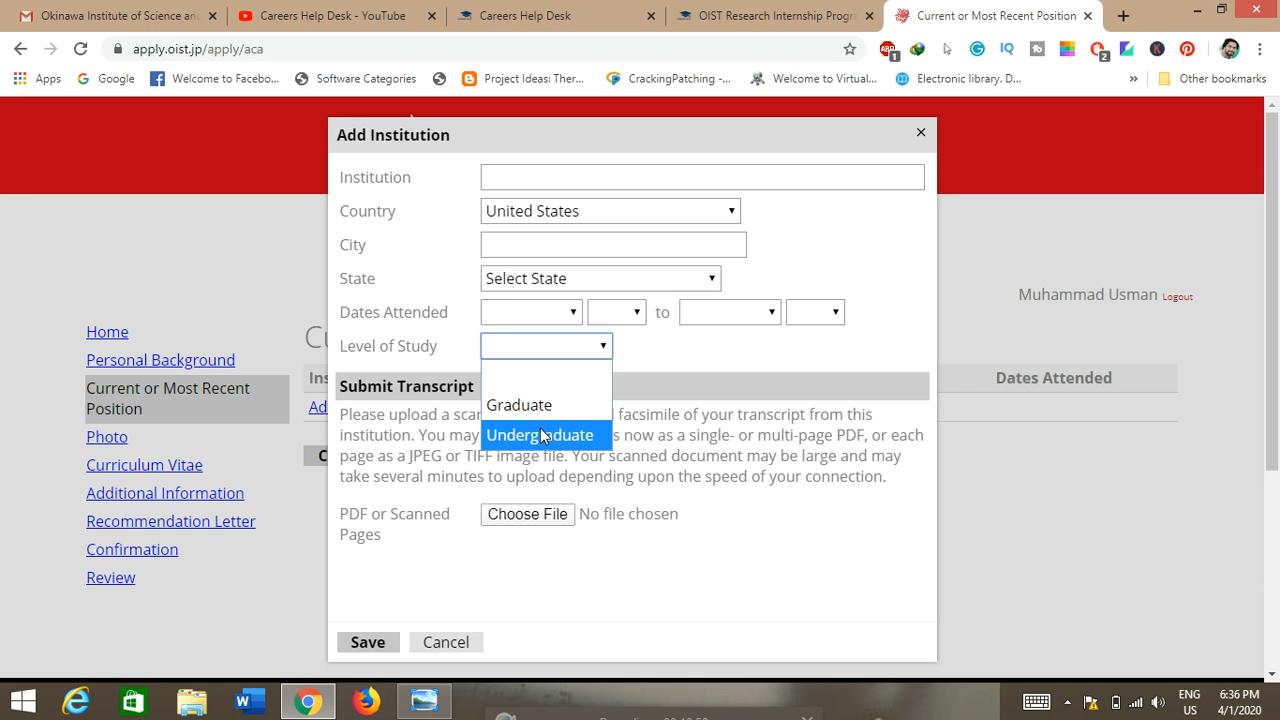 Okinawa Institute of Science and
Careers Help Desk - YouTube
Careers Help Desk
OIST Research Internship Progr
Current or Most Recent Position
apply.oist.jp/apply/aca
Apps
Google
Welcome to Facebo...
Software Categories
Project Ideas: Ther...
CrackingPatching -...
Welcome to Virtual...
Electronic library. D...
»
Other bookmarks
Add Institution
Institution
Country
United States
City
State
Select State
Dates Attended
to
Level of Study
Graduate
Undergraduate
Submit Transcript
Please upload a
facsimile of your transcript from this
institution. You may
now as a single- or multi-page PDF, or each
page as a JPEG or TIFF image file. Your scanned document may be large and may
take several minutes to upload depending upon the speed of your connection.
PDF or Scanned
Pages
Choose File No file chosen
Save
Cancel
Muhammad Usman Logout
Home
Personal Background
Current or Most Recent
Position
Photo
Curriculum Vitae
Additional Information
Recommendation Letter
Confirmation
Review
Dates Attended
ENG
US
6:36 PM
4/1/2020